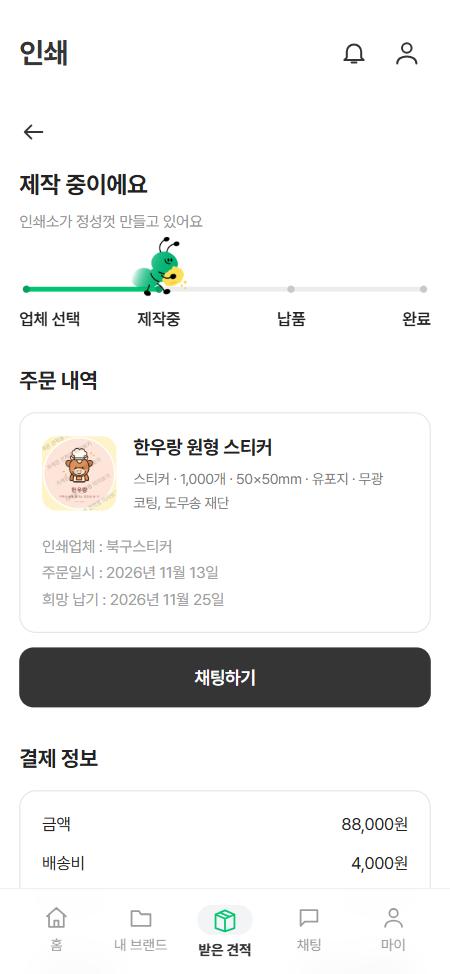 인쇄
제작 중이에요
인쇄소가 정성껏 만들고 있어요
업체 선택
제작중
납품
완료
주문 내역
한우랑
한우랑 원형 스티커
스티커 · 1,000개 · 50×50mm · 유포지 · 무광
코팅, 도무송 재단
인쇄업체 : 북구스티커
주문일시 : 2026년 11월 13일
희망 납기 : 2026년 11월 25일
채팅하기
결제 정보
금액 88,000원
배송비 4,000원
홈
내 브랜드
받은 견적
채팅
마이